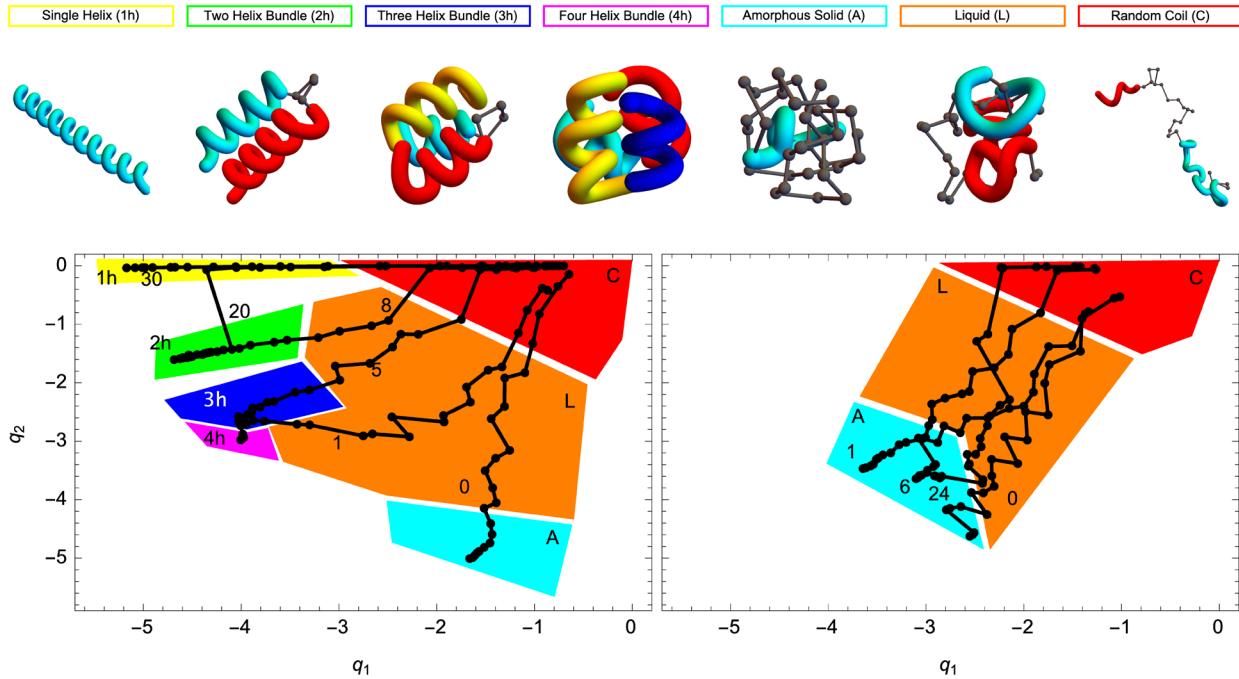 Single Helix (1h) Two Helix Bundle (2h) Three Helix Bundle (3h) Four Helix Bundle (4h) Amorphous Solid (A) Liquid (L) Random Coil (C)
0 1h 30 C
−1 20 8
2h
−2 5
3h L
q₂ −3 4h 1
−4 0
−5 A
−5 −4 −3 −2 −1 0
q₁
L C
A
1
6 24 0
−5 −4 −3 −2 −1 0
q₁